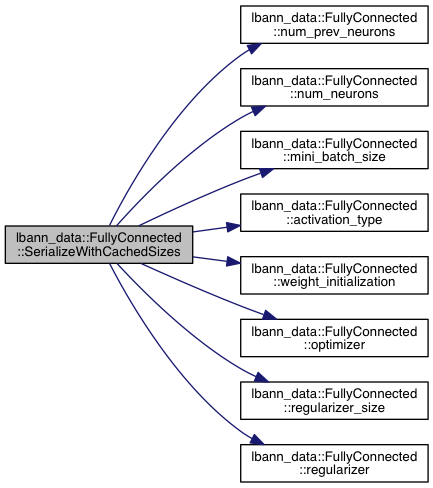 lbann_data::FullyConnected
::num_prev_neurons
lbann_data::FullyConnected
::num_neurons
lbann_data::FullyConnected
::mini_batch_size
lbann_data::FullyConnected
::activation_type
lbann_data::FullyConnected
::SerializeWithCachedSizes
lbann_data::FullyConnected
::weight_initialization
lbann_data::FullyConnected
::optimizer
lbann_data::FullyConnected
::regularizer_size
lbann_data::FullyConnected
::regularizer